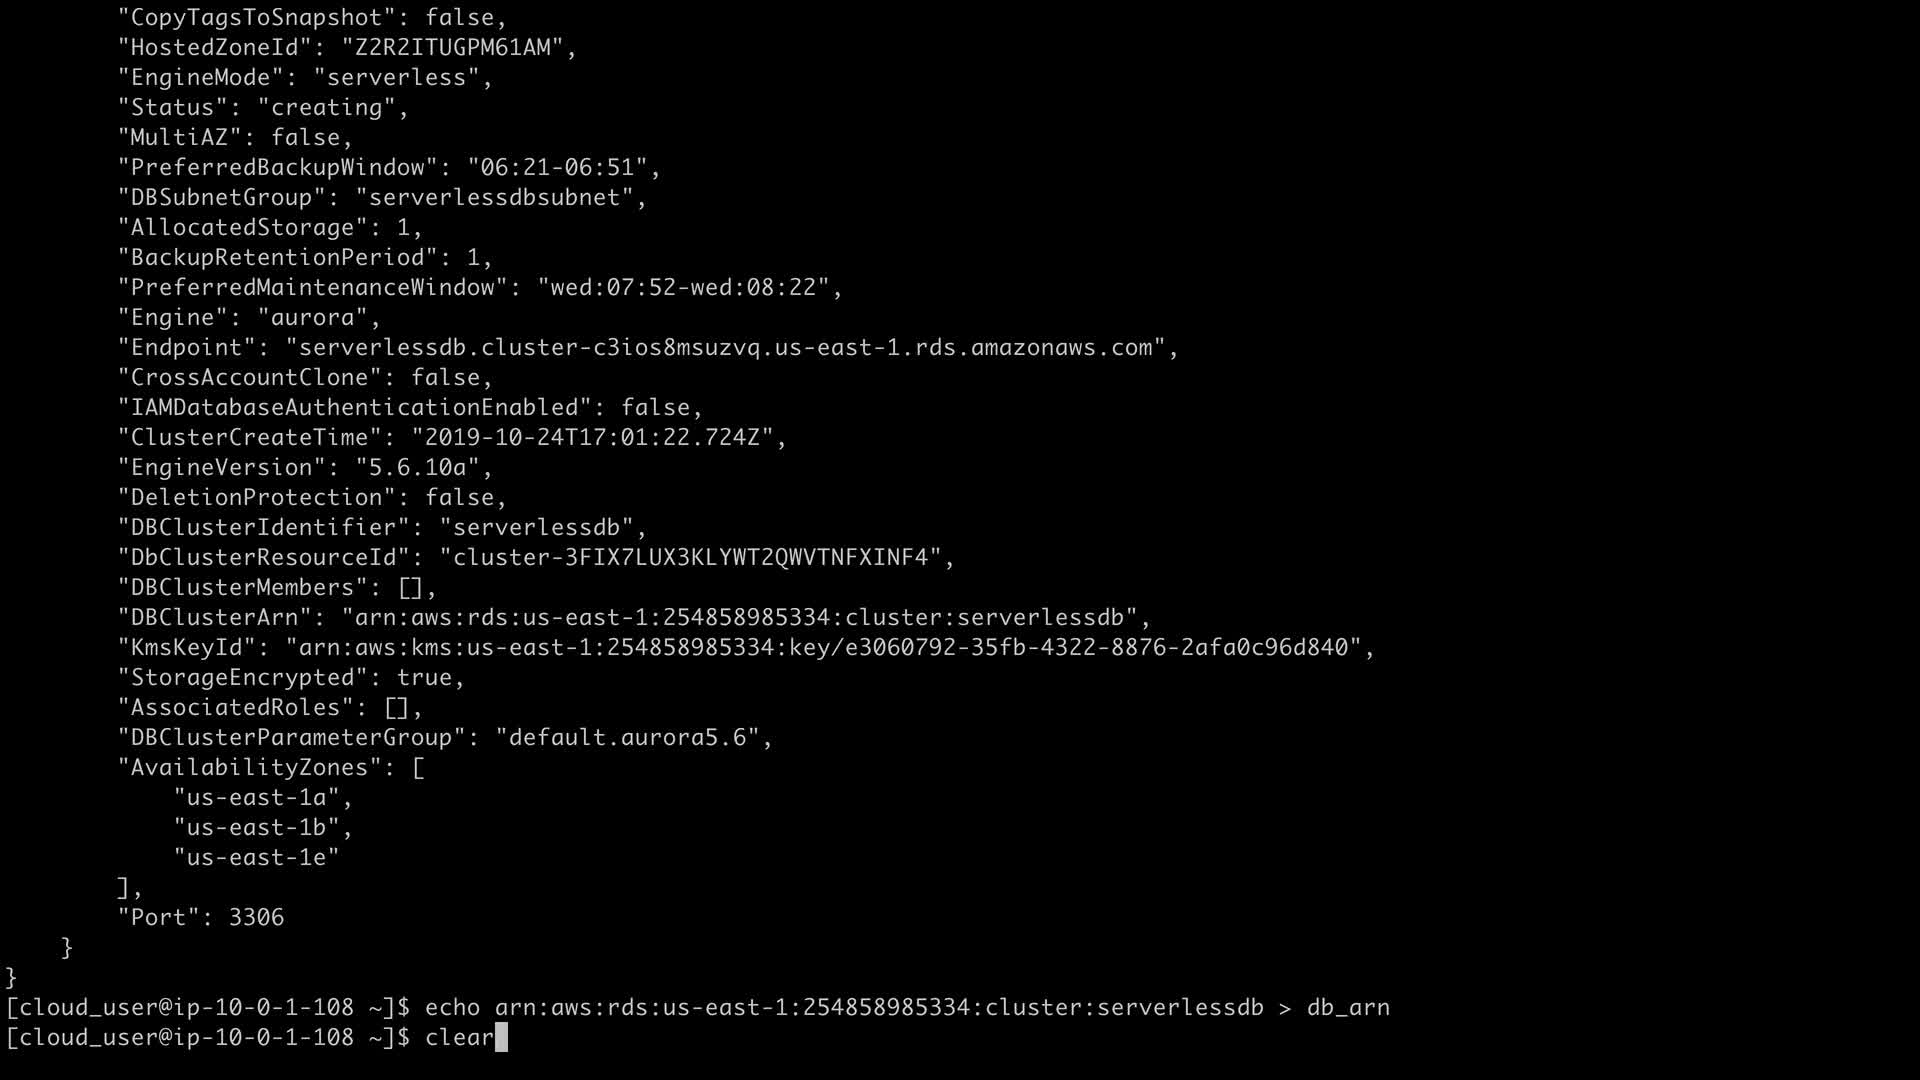 "CopyTagsToSnapshot": false,
"HostedZoneId": "Z2R2ITUGPM61AM",
"EngineMode": "serverless",
"Status": "creating",
"MultiAZ": false,
"PreferredBackupWindow": "06:21-06:51",
"DBSubnetGroup": "serverlessdbsubnet",
"AllocatedStorage": 1,
"BackupRetentionPeriod": 1,
"PreferredMaintenanceWindow": "wed:07:52-wed:08:22",
"Engine": "aurora",
"Endpoint": "serverlessdb.cluster-c3ios8msuzvq.us-east-1.rds.amazonaws.com",
"CrossAccountClone": false,
"IAMDatabaseAuthenticationEnabled": false,
"ClusterCreateTime": "2019-10-24T17:01:22.724Z",
"EngineVersion": "5.6.10a",
"DeletionProtection": false,
"DBClusterIdentifier": "serverlessdb",
"DbClusterResourceId": "cluster-3FIX7LUX3KLYWT2QWVTNFXINF4",
"DBClusterMembers": [],
"DBClusterArn": "arn:aws:rds:us-east-1:254858985334:cluster:serverlessdb",
"KmsKeyId": "arn:aws:kms:us-east-1:254858985334:key/e3060792-35fb-4322-8876-2afa0c96d840",
"StorageEncrypted": true,
"AssociatedRoles": [],
"DBClusterParameterGroup": "default.aurora5.6",
"AvailabilityZones": [
"us-east-1a",
"us-east-1b",
"us-east-1e"
],
"Port": 3306
}
}
[cloud_user@ip-10-0-1-108 ~]$ echo arn:aws:rds:us-east-1:254858985334:cluster:serverlessdb > db_arn
[cloud_user@ip-10-0-1-108 ~]$ clear